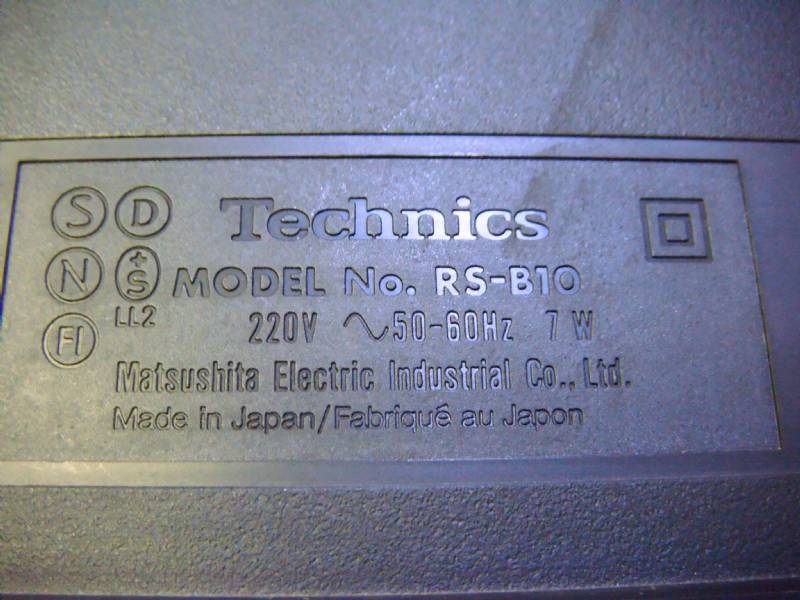 S D Technics
N +S MODEL No. RS-B10
LL2 220V ~50-60Hz 7 W
FI
Matsushita Electric Industrial Co., Ltd.
Made in Japan/Fabriqué au Japon